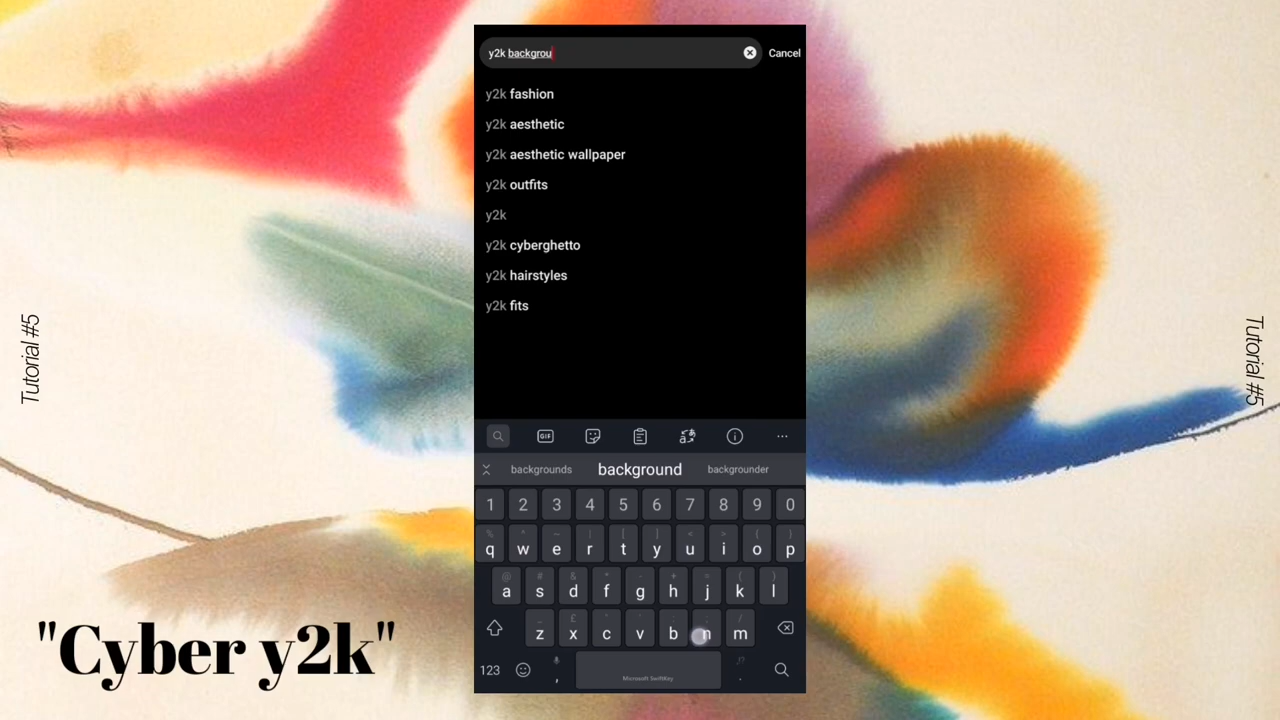 y2k backgrou
Cancel
y2k fashion
y2k aesthetic
y2k aesthetic wallpaper
y2k outfits
y2k
y2k cyberghetto
y2k hairstyles
y2k fits
Tutorial #5
Tutorial #5
GIF
backgrounds background backgrounder
1 2 3 4 5 6 7 8 9 0
q w e r t y u i o p
a s d f g h j k l
z x c v b n m
123 , .
Microsoft SwiftKey
"Cyber y2k"